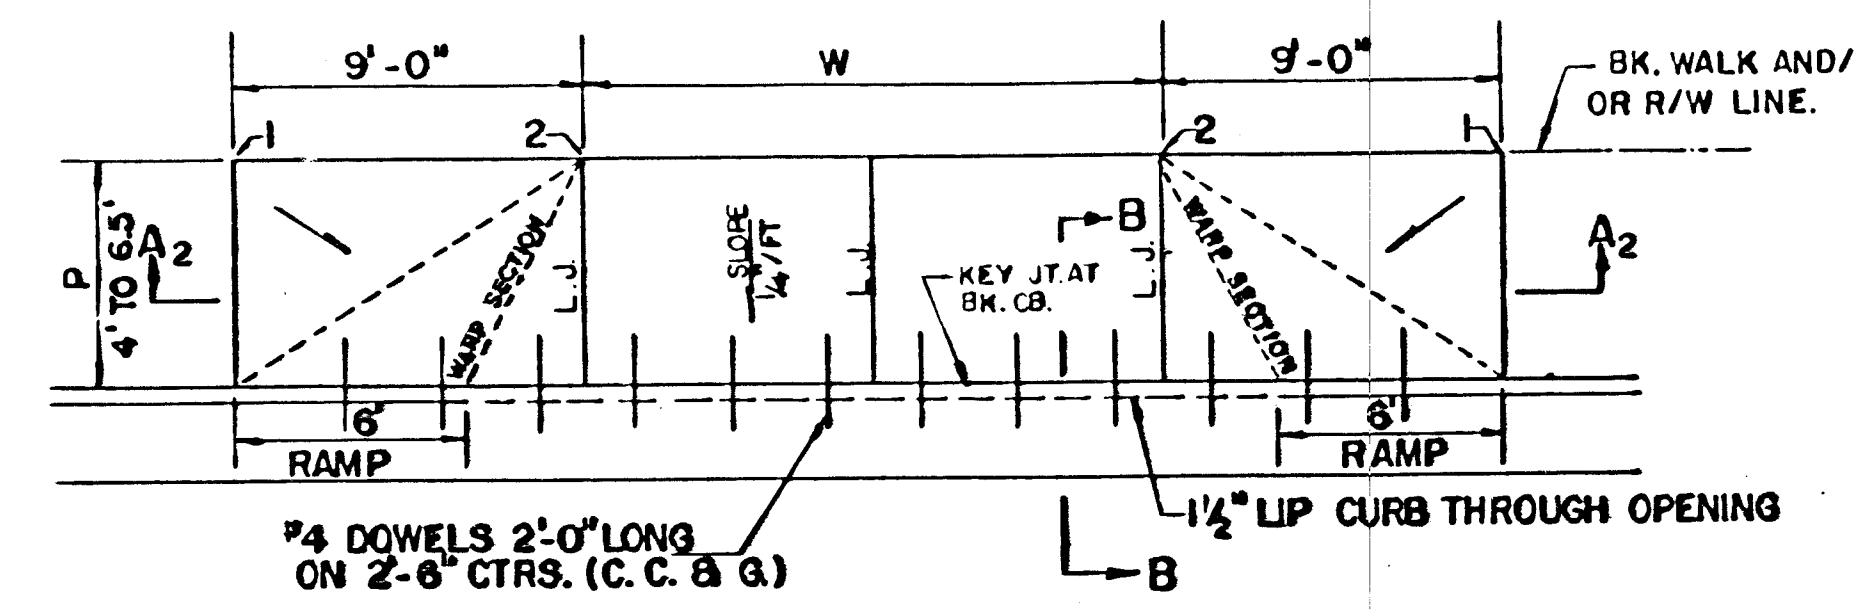 9'-0"
W
9'-0"
BK. WALK AND/
OR R/W LINE.
1
2
2
1
P
4' TO 6.5'
A2
WARP SECTION
L.J.
SLOPE
1/4"/FT
L.J.
KEY JT. AT
BK. CB.
B
L.J.
WARP SECTION
A2
6'
RAMP
6'
RAMP
#4 DOWELS 2'-0" LONG
ON 2'-6" CTRS. (C. C. & G.)
1 1/2" LIP CURB THROUGH OPENING
B